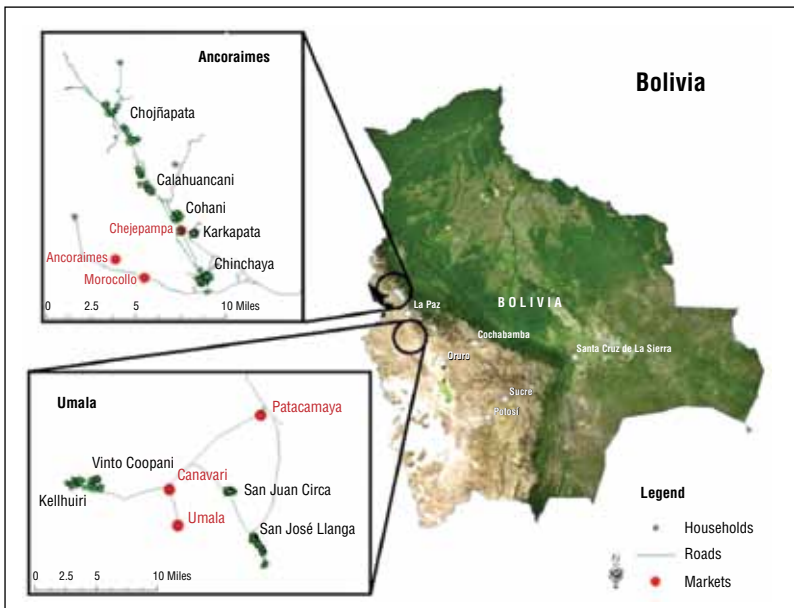 Ancoraimes
Bolivia
Chojñapata
Calahuancani
Cohani
Chejepampa
Karkapata
Ancoraimes
Chinchaya
Morocollo
0 2.5 5 10 Miles
La Paz
BOLIVIA
Cochabamba
Santa Cruz de La Sierra
Oruro
Sucre
Potosí
Umala
Patacamaya
Vinto Coopani
Canavari
Kellhuiri
San Juan Circa
Umala
San José Llanga
0 2.5 5 10 Miles
Legend
Households
Roads
Markets
N